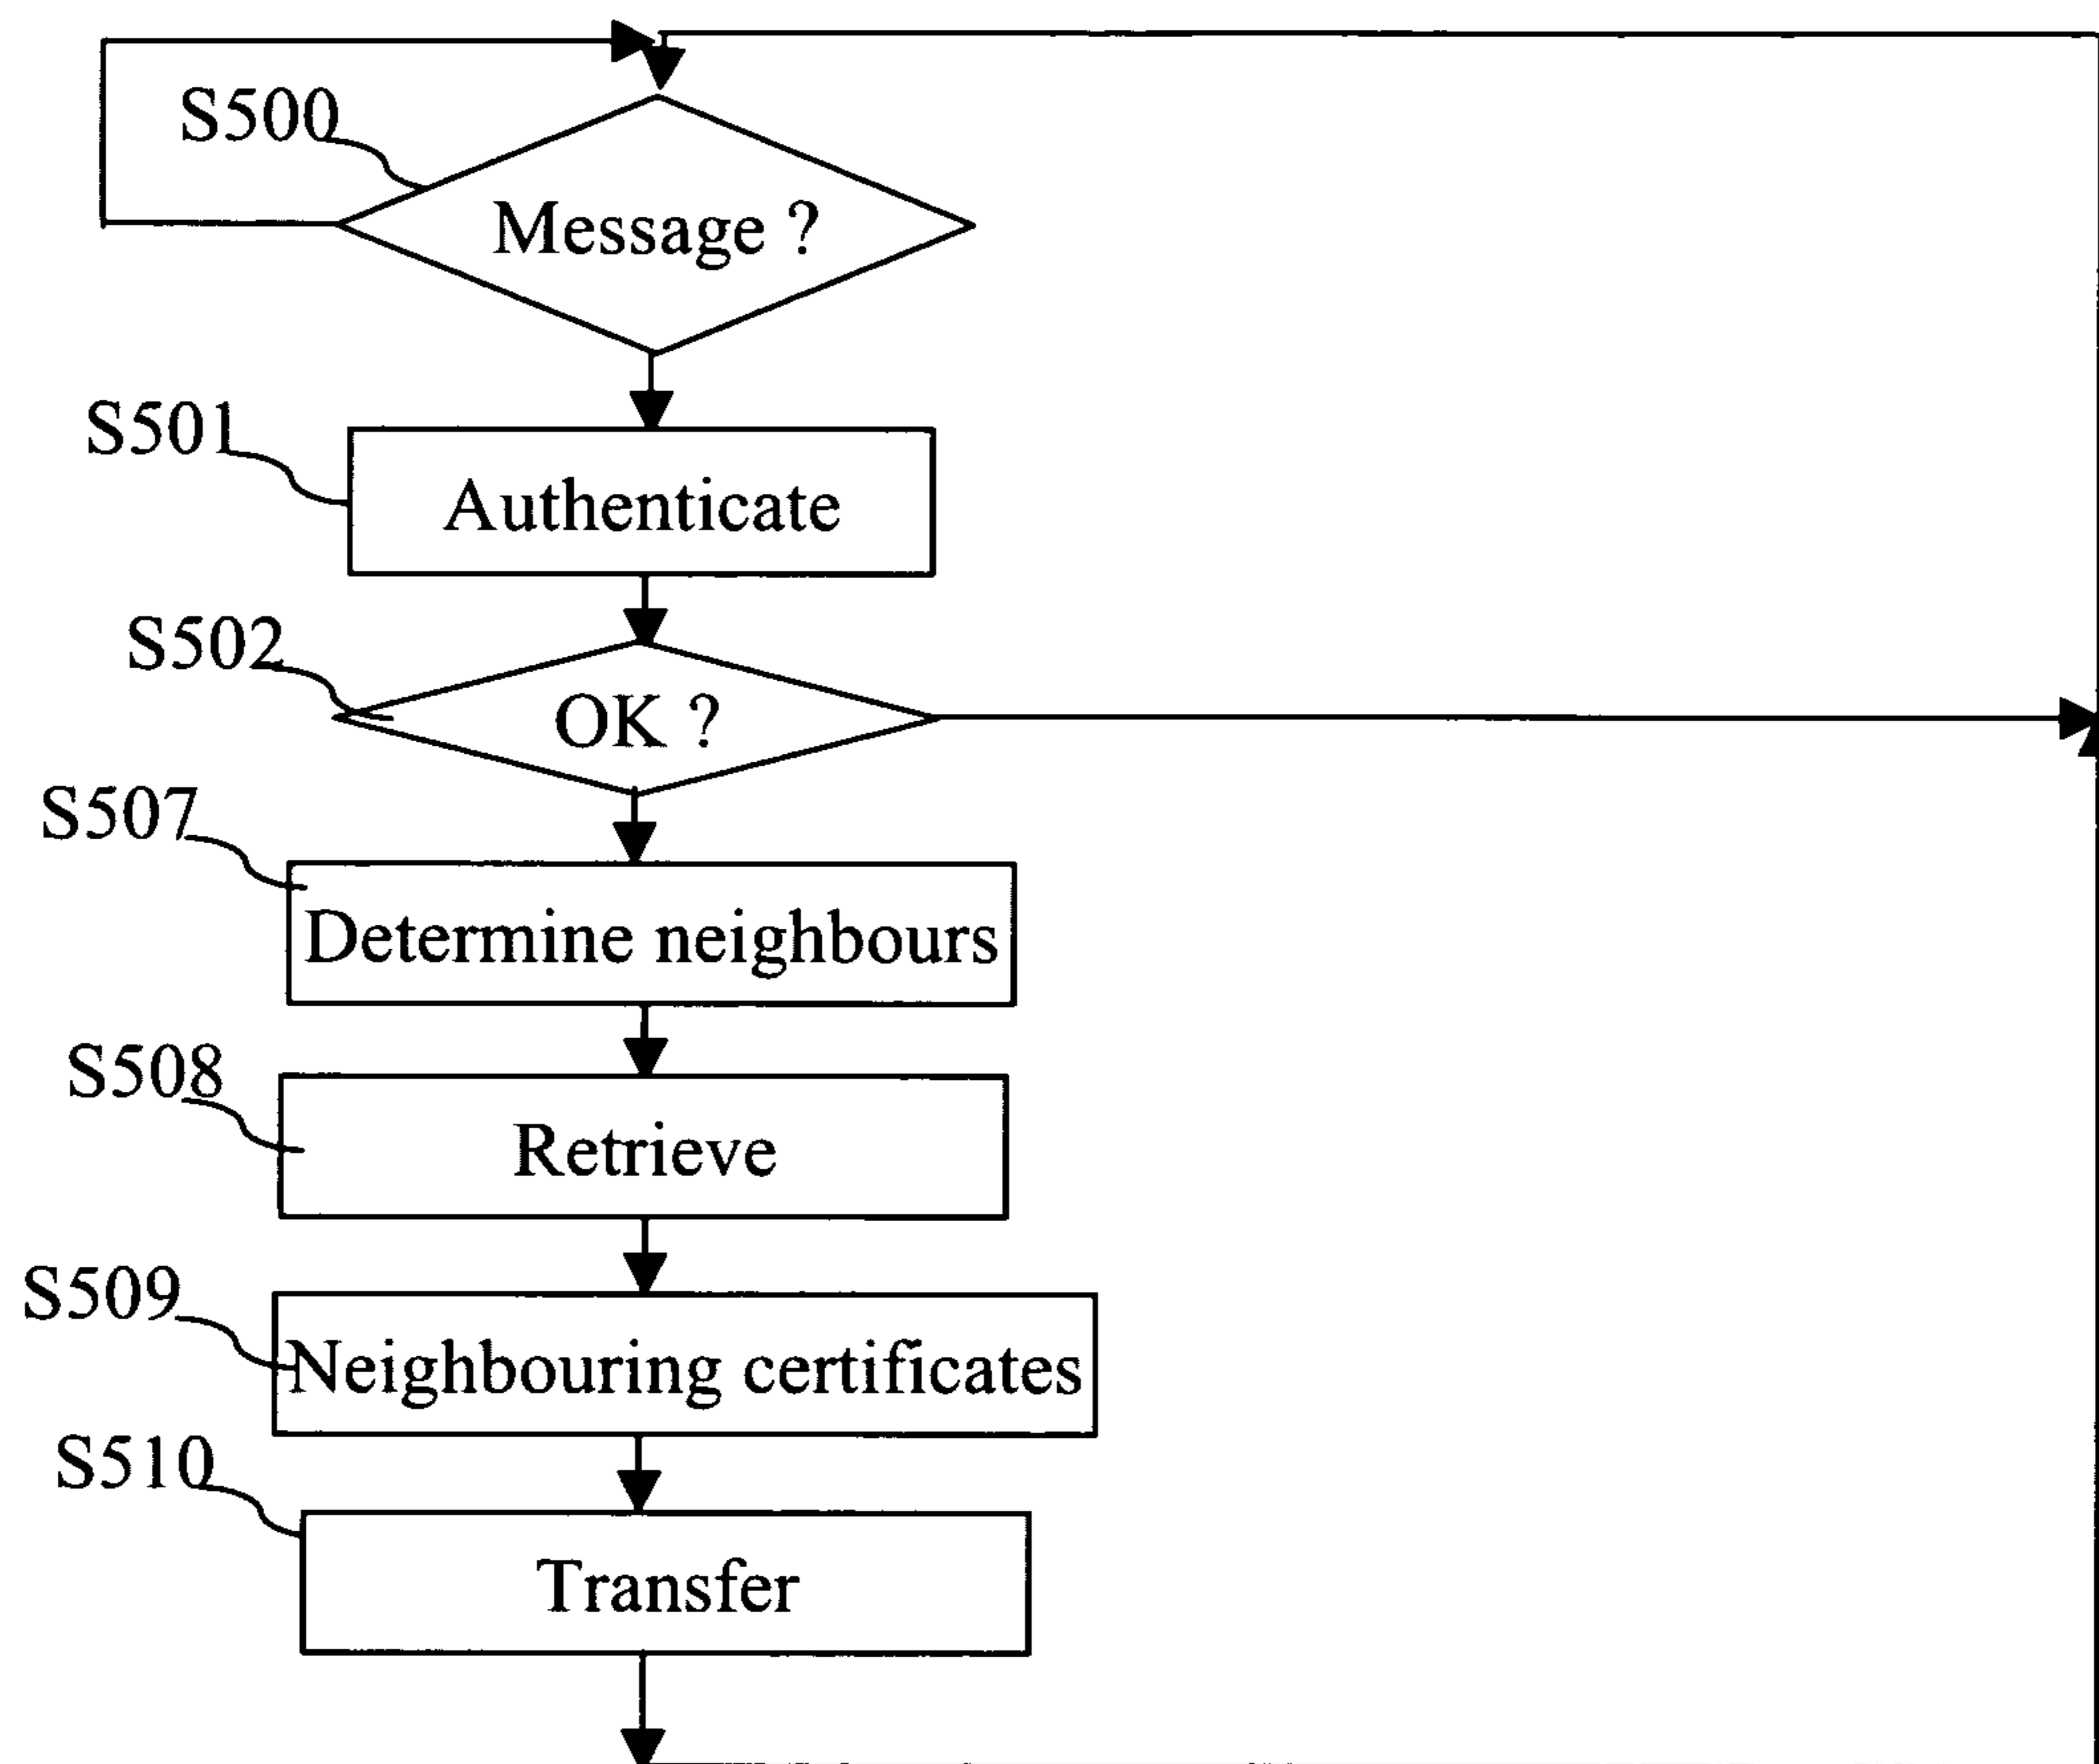 S500
Message ?
S501
Authenticate
S502
OK ?
S507
Determine neighbours
S508
Retrieve
S509
Neighbouring certificates
S510
Transfer